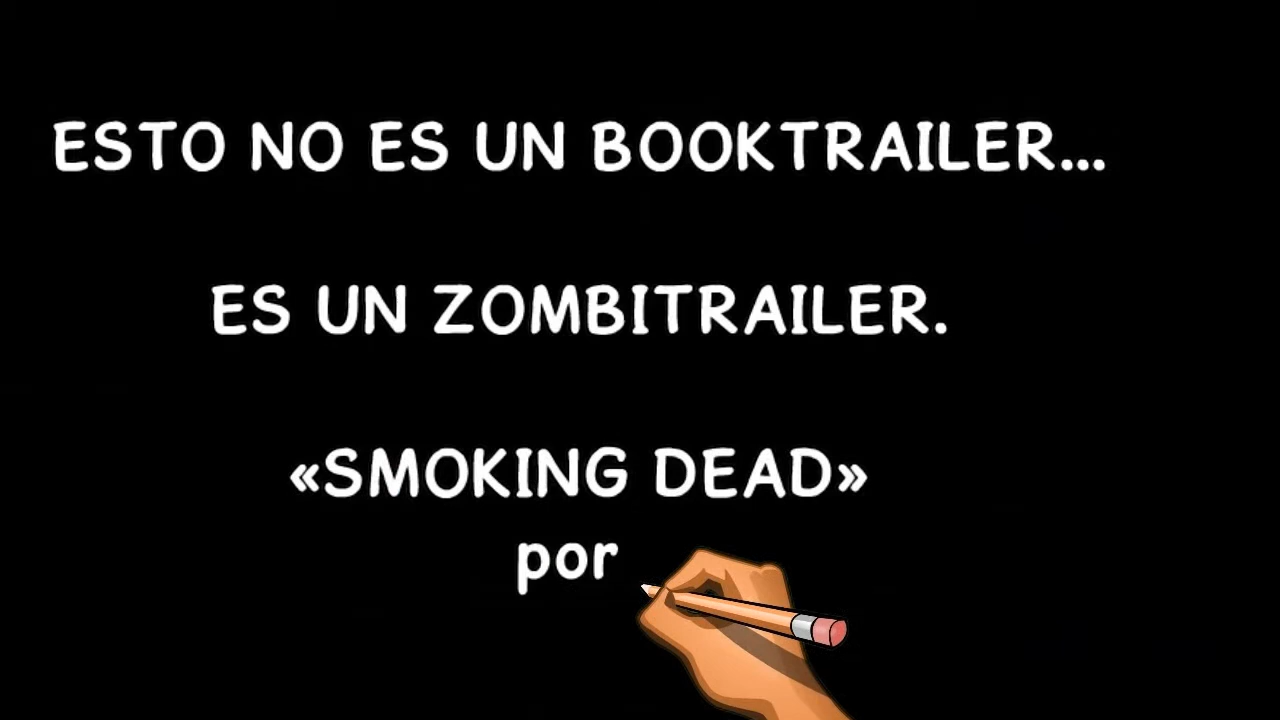 ESTO NO ES UN BOOKTRAILER...
ES UN ZOMBITRAILER.
«SMOKING DEAD»
por